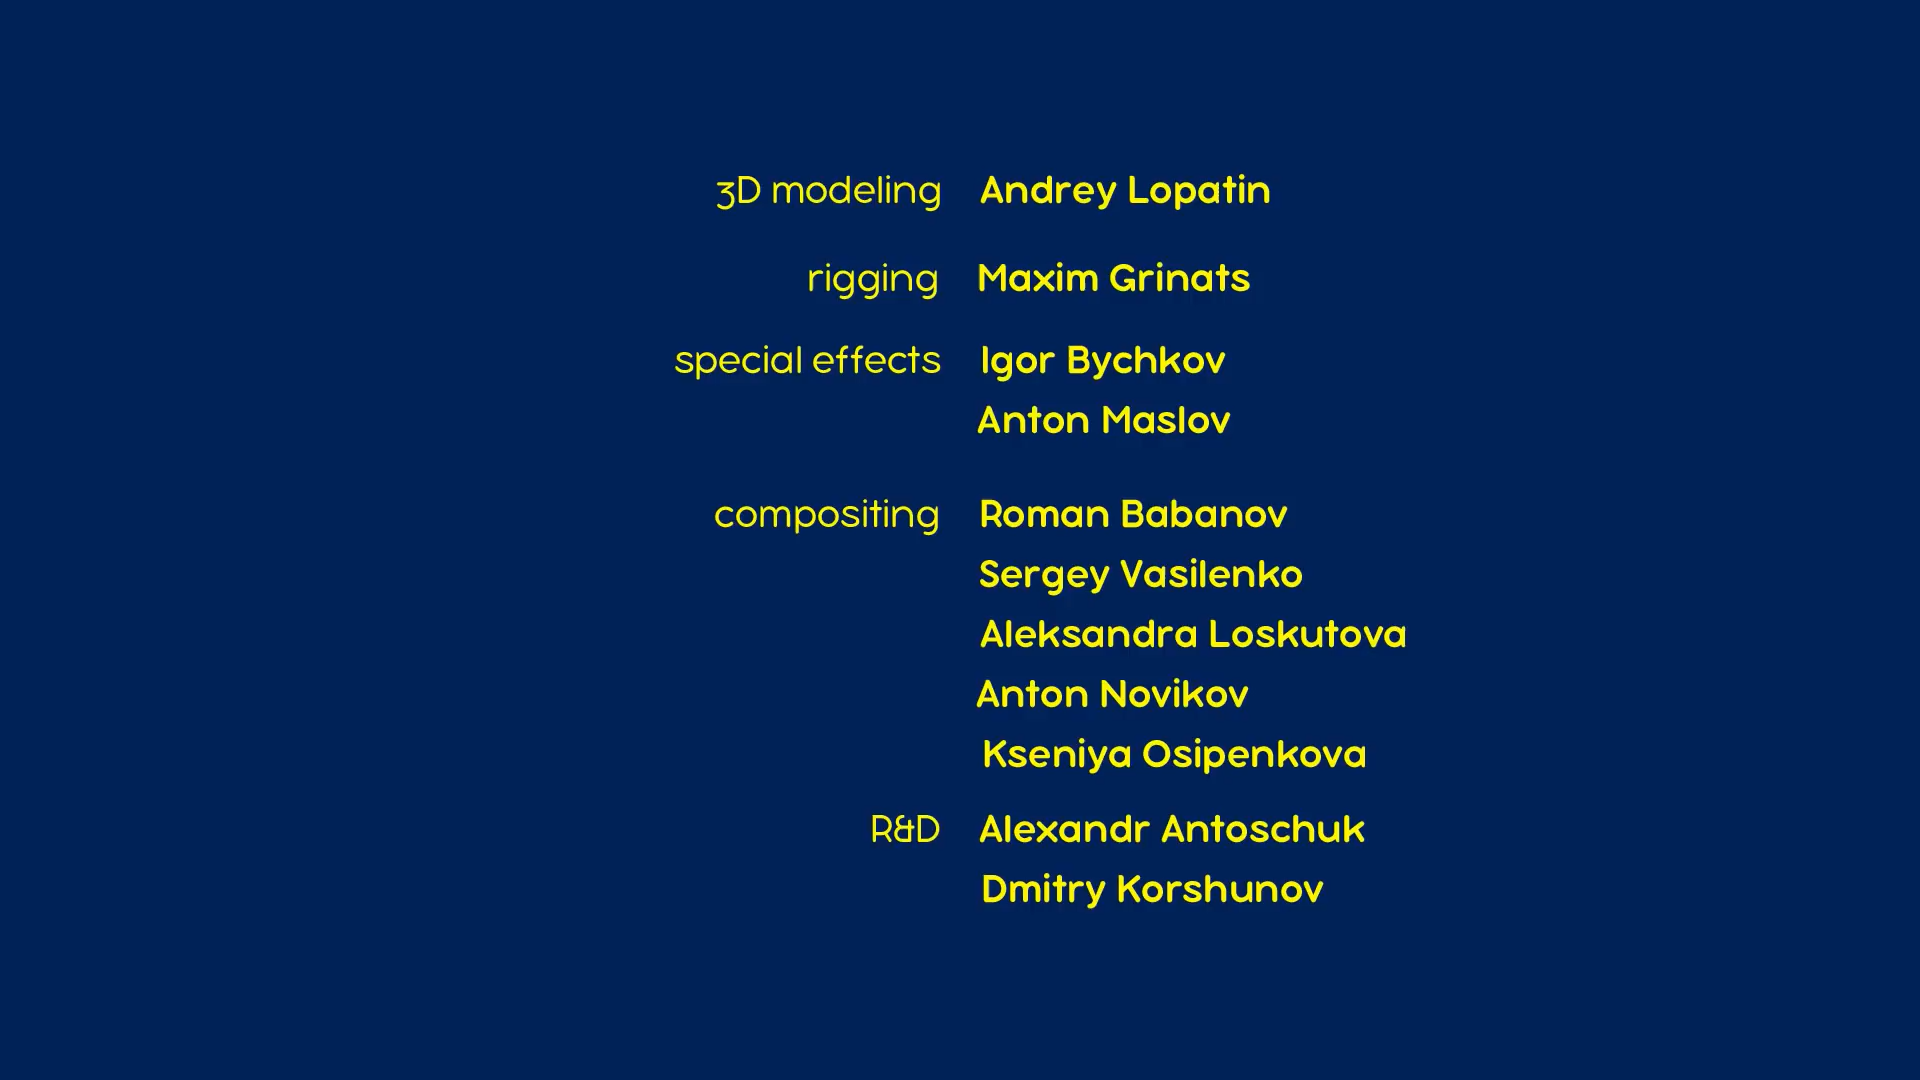 3D modeling Andrey Lopatin
rigging Maxim Grinats
special effects Igor Bychkov
Anton Maslov
compositing Roman Babanov
Sergey Vasilenko
Aleksandra Loskutova
Anton Novikov
Kseniya Osipenkova
R&D Alexandr Antoschuk
Dmitry Korshunov